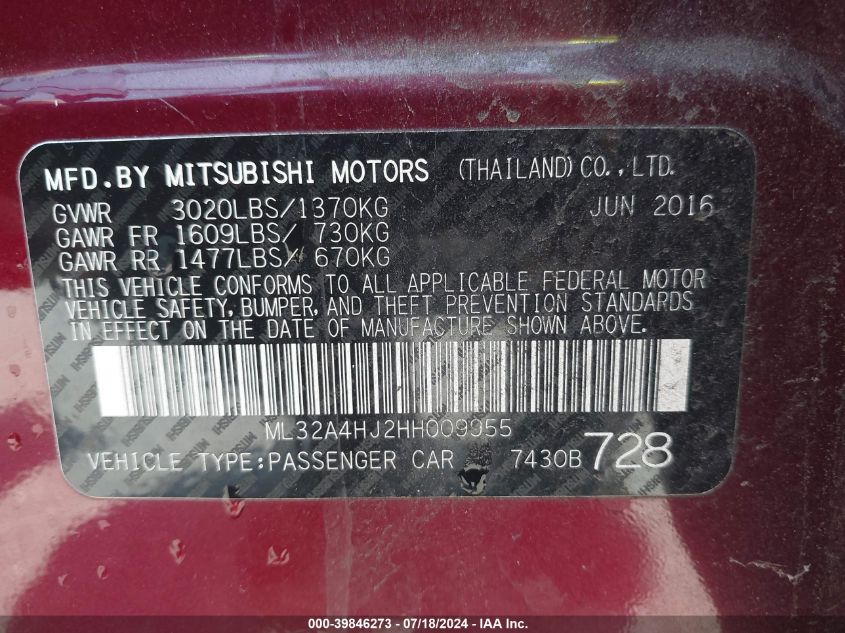 MFD.BY MITSUBISHI MOTORS (THAILAND) CO.,LTD.
GVWR 3020LBS/1370KG JUN 2016
GAWR FR 1609LBS/ 730KG
GAWR RR 1477LBS/ 670KG
THIS VEHICLE CONFORMS TO ALL APPLICABLE FEDERAL MOTOR
VEHICLE SAFETY, BUMPER, AND THEFT PREVENTION STANDARDS
IN EFFECT ON THE DATE OF MANUFACTURE SHOWN ABOVE.
ML32A4HJ2HH009955
VEHICLE TYPE:PASSENGER CAR 7430B 728
000-39846273 - 07/18/2024 - IAA Inc.